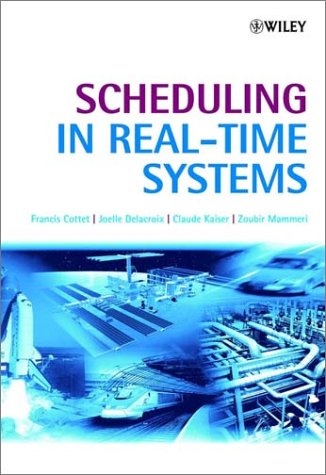 WILEY
SCHEDULING
IN REAL-TIME
SYSTEMS
Francis Cottet | Joelle Delacroix | Claude Kaiser | Zoubir Mammeri